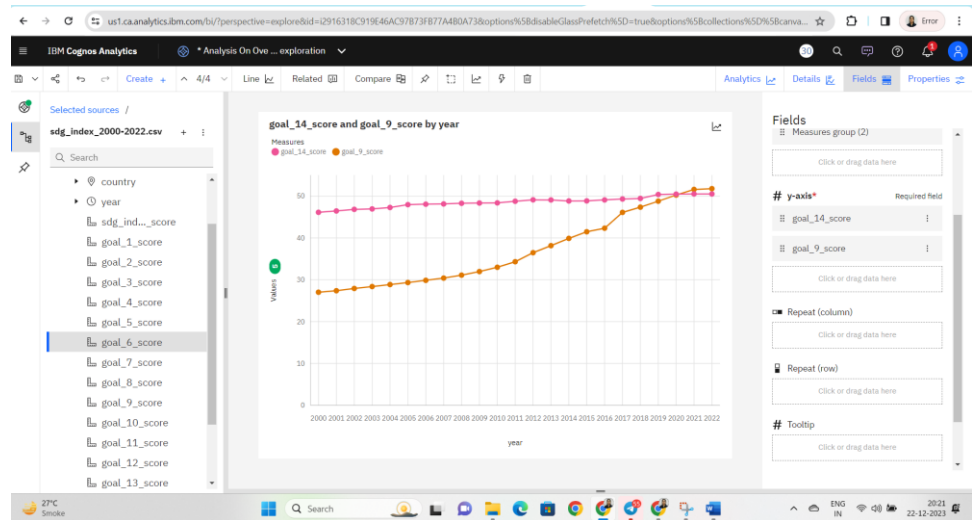 us1.ca.analytics.ibm.com/bi/?perspective=explore&id=i2916318C919E46AC97B73FB77A4B0A73&options%5BdisableGlassPrefetch%5D=true&options%5Bcollections%5D%5Bcanva...
Error
IBM Cognos Analytics
* Analysis On Ove ... exploration
30
Create +
4/4
Line
Related
Compare
Analytics
Details
Fields
Properties
Selected sources /
sdg_index_2000-2022.csv
Search
country
year
sdg_ind..._score
goal_1_score
goal_2_score
goal_3_score
goal_4_score
goal_5_score
goal_6_score
goal_7_score
goal_8_score
goal_9_score
goal_10_score
goal_11_score
goal_12_score
goal_13_score
goal_14_score and goal_9_score by year
Measures
goal_14_score goal_9_score
50
40
30
20
10
0
Values
2000 2001 2002 2003 2004 2005 2006 2007 2008 2009 2010 2011 2012 2013 2014 2015 2016 2017 2018 2019 2020 2021 2022
year
Fields
Measures group (2)
Click or drag data here
# y-axis*
Required field
goal_14_score
goal_9_score
Click or drag data here
Repeat (column)
Click or drag data here
Repeat (row)
Click or drag data here
# Tooltip
Click or drag data here
27°C
Smoke
Search
ENG
IN
20:21
22-12-2023